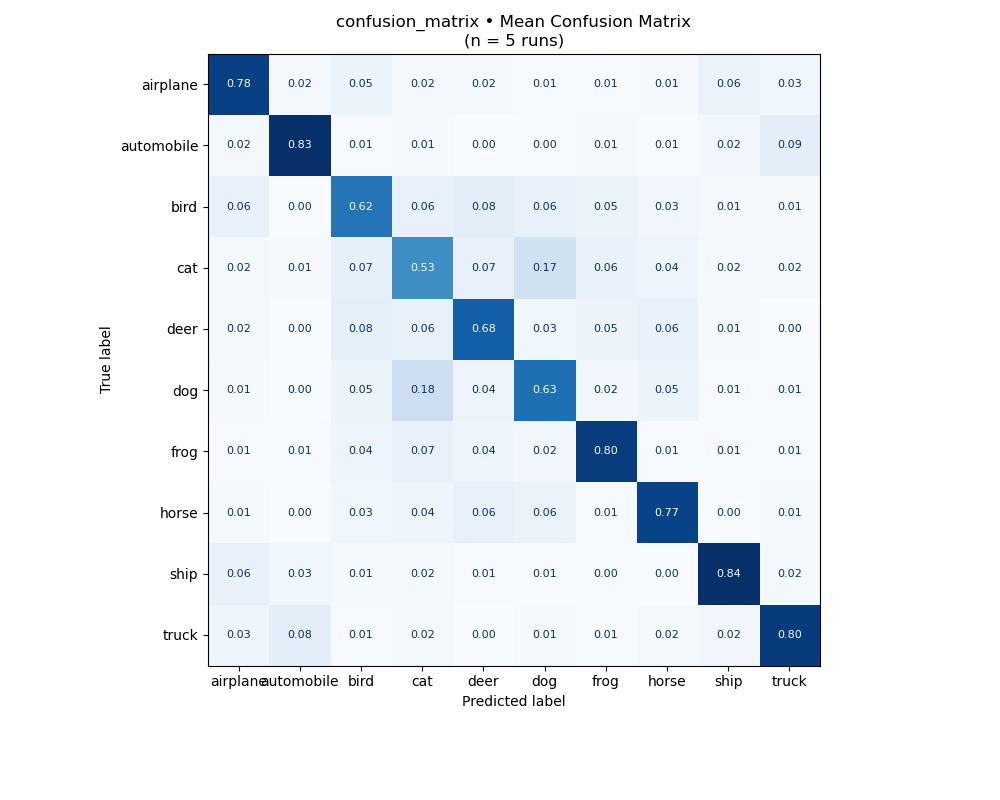 confusion_matrix • Mean Confusion Matrix
(n = 5 runs)
airplane 0.78 0.02 0.05 0.02 0.02 0.01 0.01 0.01 0.06 0.03
automobile 0.02 0.83 0.01 0.01 0.00 0.00 0.01 0.01 0.02 0.09
bird 0.06 0.00 0.62 0.06 0.08 0.06 0.05 0.03 0.01 0.01
cat 0.02 0.01 0.07 0.53 0.07 0.17 0.06 0.04 0.02 0.02
deer 0.02 0.00 0.08 0.06 0.68 0.03 0.05 0.06 0.01 0.00
True label
dog 0.01 0.00 0.05 0.18 0.04 0.63 0.02 0.05 0.01 0.01
frog 0.01 0.01 0.04 0.07 0.04 0.02 0.80 0.01 0.01 0.01
horse 0.01 0.00 0.03 0.04 0.06 0.06 0.01 0.77 0.00 0.01
ship 0.06 0.03 0.01 0.02 0.01 0.01 0.00 0.00 0.84 0.02
truck 0.03 0.08 0.01 0.02 0.00 0.01 0.01 0.02 0.02 0.80
airplane automobile bird cat deer dog frog horse ship truck
Predicted label